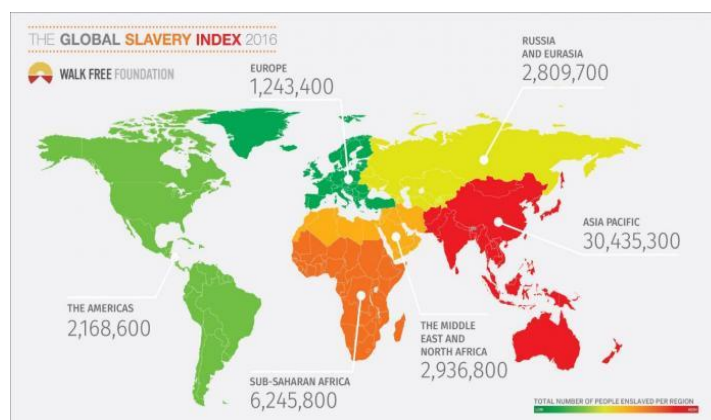 THE GLOBAL SLAVERY INDEX 2016
WALK FREE FOUNDATION
EUROPE
1,243,400
RUSSIA
AND EURASIA
2,809,700
ASIA PACIFIC
30,435,300
THE AMERICAS
2,168,600
THE MIDDLE
EAST AND
NORTH AFRICA
2,936,800
SUB-SAHARAN AFRICA
6,245,800
TOTAL NUMBER OF PEOPLE ENSLAVED PER REGION